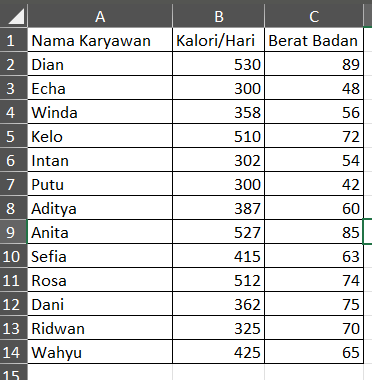 A B C
1 Nama Karyawan Kalori/Hari Berat Badan
2 Dian 530 89
3 Echa 300 48
4 Winda 358 56
5 Kelo 510 72
6 Intan 302 54
7 Putu 300 42
8 Aditya 387 60
9 Anita 527 85
10 Sefia 415 63
11 Rosa 512 74
12 Dani 362 75
13 Ridwan 325 70
14 Wahyu 425 65
15